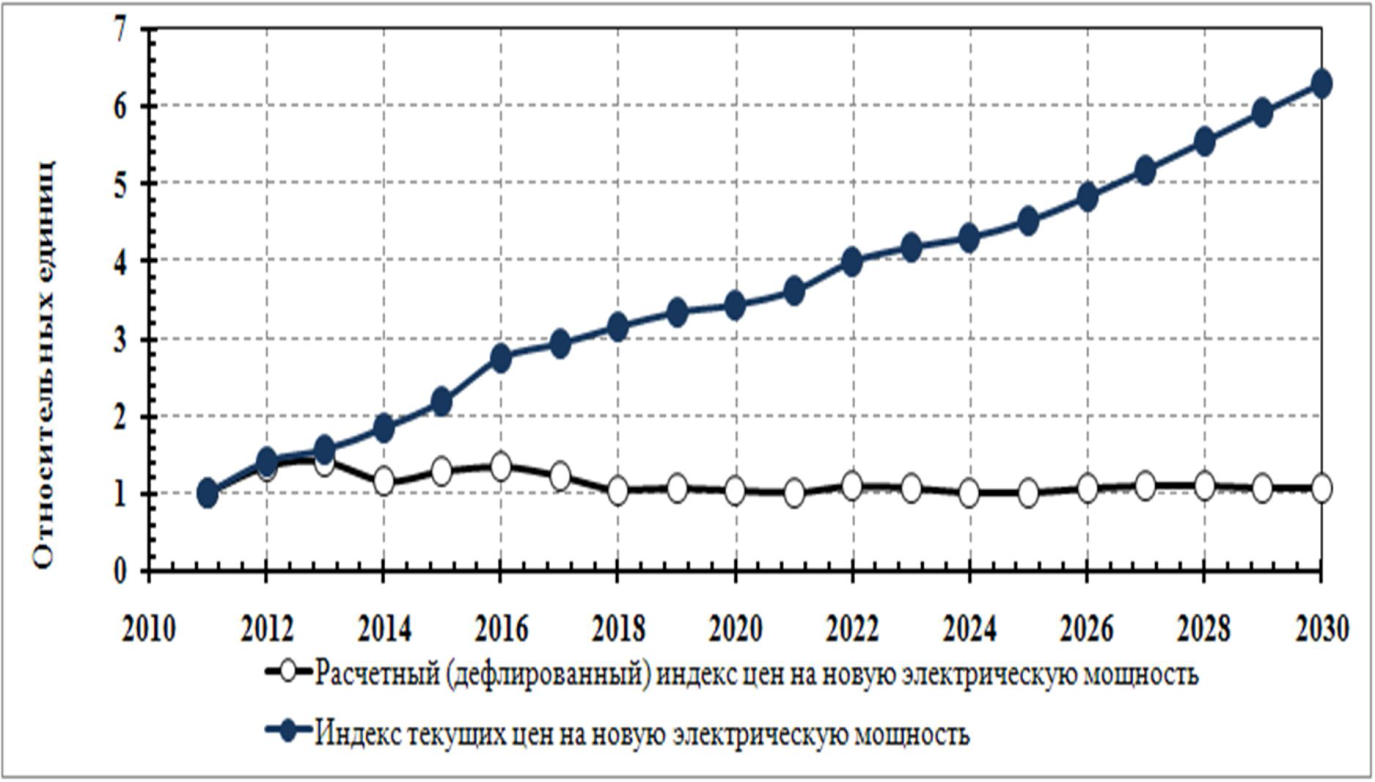 Относительных единиц
7
6
5
4
3
2
1
0
2010 2012 2014 2016 2018 2020 2022 2024 2026 2028 2030
Расчетный (дефлированный) индекс цен на новую электрическую мощность
Индекс текущих цен на новую электрическую мощность